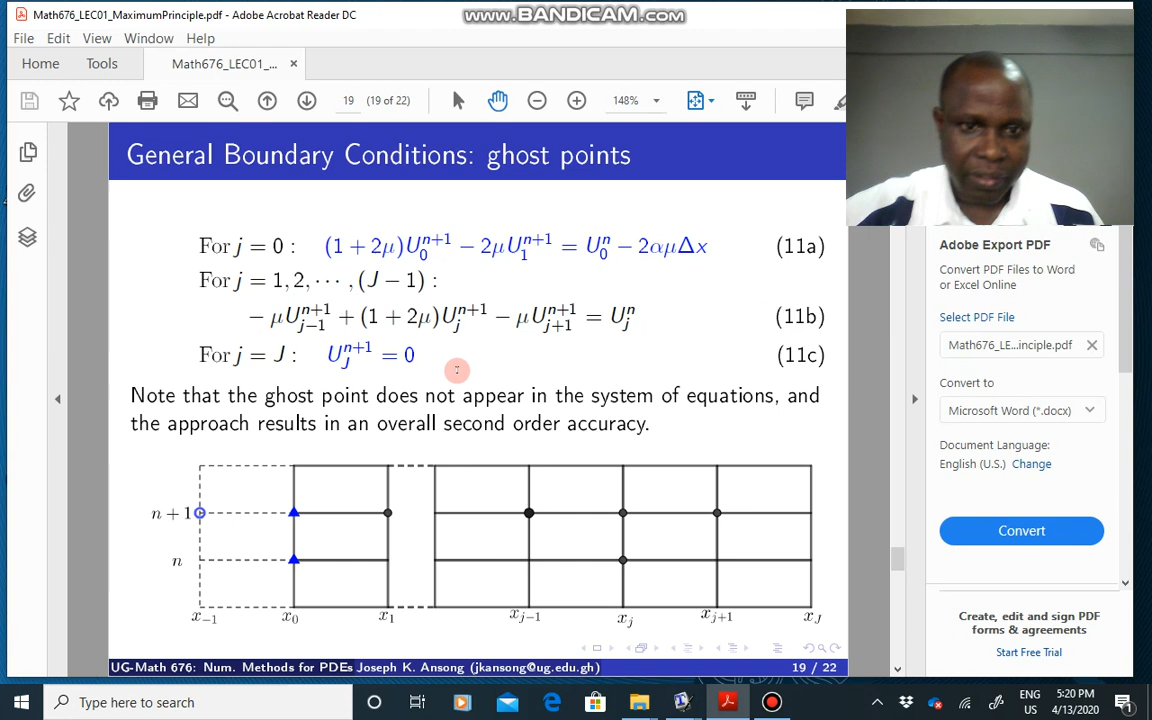 Math676_LEC01_MaximumPrinciple.pdf - Adobe Acrobat Reader DC
www.BANDICAM.com
File Edit View Window Help
Home Tools Math676_LEC01_... ×
19 (19 of 22) 148%
General Boundary Conditions: ghost points
For j = 0 : (1 + 2μ)U_0^{n+1} − 2μU_1^{n+1} = U_0^n − 2αμΔx (11a)
For j = 1, 2, ⋯ , (J − 1) :
− μU_{j−1}^{n+1} + (1 + 2μ)U_j^{n+1} − μU_{j+1}^{n+1} = U_j^n (11b)
For j = J : U_J^{n+1} = 0 (11c)
Note that the ghost point does not appear in the system of equations, and
the approach results in an overall second order accuracy.
n + 1
n
x_{−1} x_0 x_1 x_{j−1} x_j x_{j+1} x_J
UG-Math 676: Num. Methods for PDEs Joseph K. Ansong (jkansong@ug.edu.gh) 19 / 22
Adobe Export PDF
Convert PDF Files to Word
or Excel Online
Select PDF File
Math676_LE...inciple.pdf
Convert to
Microsoft Word (*.docx)
Document Language:
English (U.S.) Change
Convert
Create, edit and sign PDF
forms & agreements
Start Free Trial
Type here to search
ENG
US
5:20 PM
4/13/2020
1